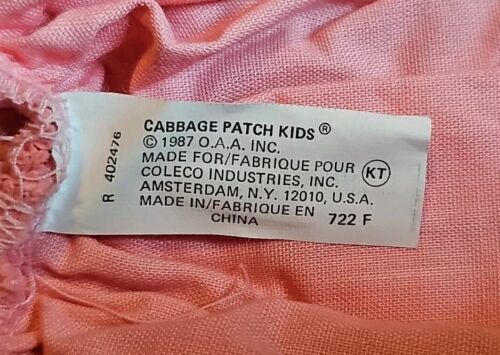 CABBAGE PATCH KIDS®
© 1987 O.A.A. INC.
MADE FOR/FABRIQUE POUR
COLECO INDUSTRIES, INC.
AMSTERDAM, N.Y. 12010, U.S.A.
MADE IN/FABRIQUE EN
CHINA
722 F
KT
R 402476